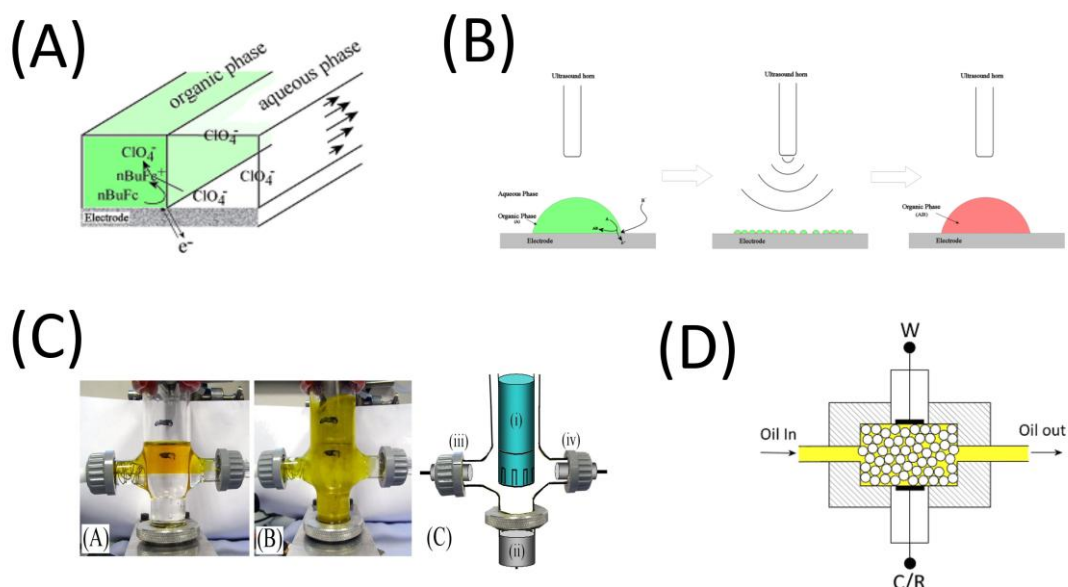 (A)
organic phase
aqueous phase
ClO₄⁻
ClO₄⁻
nBuFc⁺
ClO₄⁻
nBuFc
ClO₄⁻
Electrode
e⁻
(B)
Ultrasound horn
Ultrasound horn
Ultrasound horn
Aqueous Phase
Organic Phase
(A)
Electrode
Electrode
Organic Phase
(AB)
Electrode
(C)
(A)
(B)
(C)
(i)
(ii)
(iii)
(iv)
(D)
W
Oil In
Oil out
C/R